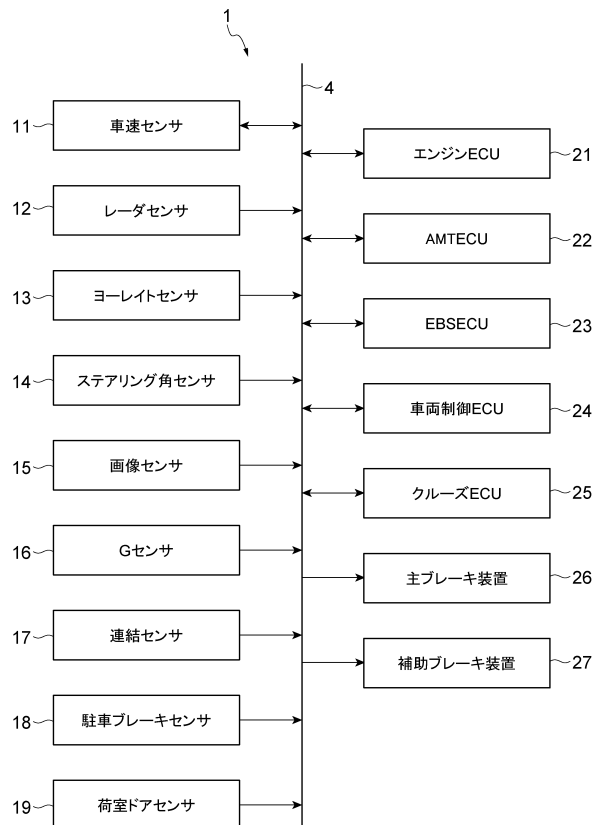 1
4
11
車速センサ
12
レーダセンサ
13
ヨーレイトセンサ
14
ステアリング角センサ
15
画像センサ
16
Gセンサ
17
連結センサ
18
駐車ブレーキセンサ
19
荷室ドアセンサ
エンジンECU
21
AMTECU
22
EBSECU
23
車両制御ECU
24
クルーズECU
25
主ブレーキ装置
26
補助ブレーキ装置
27